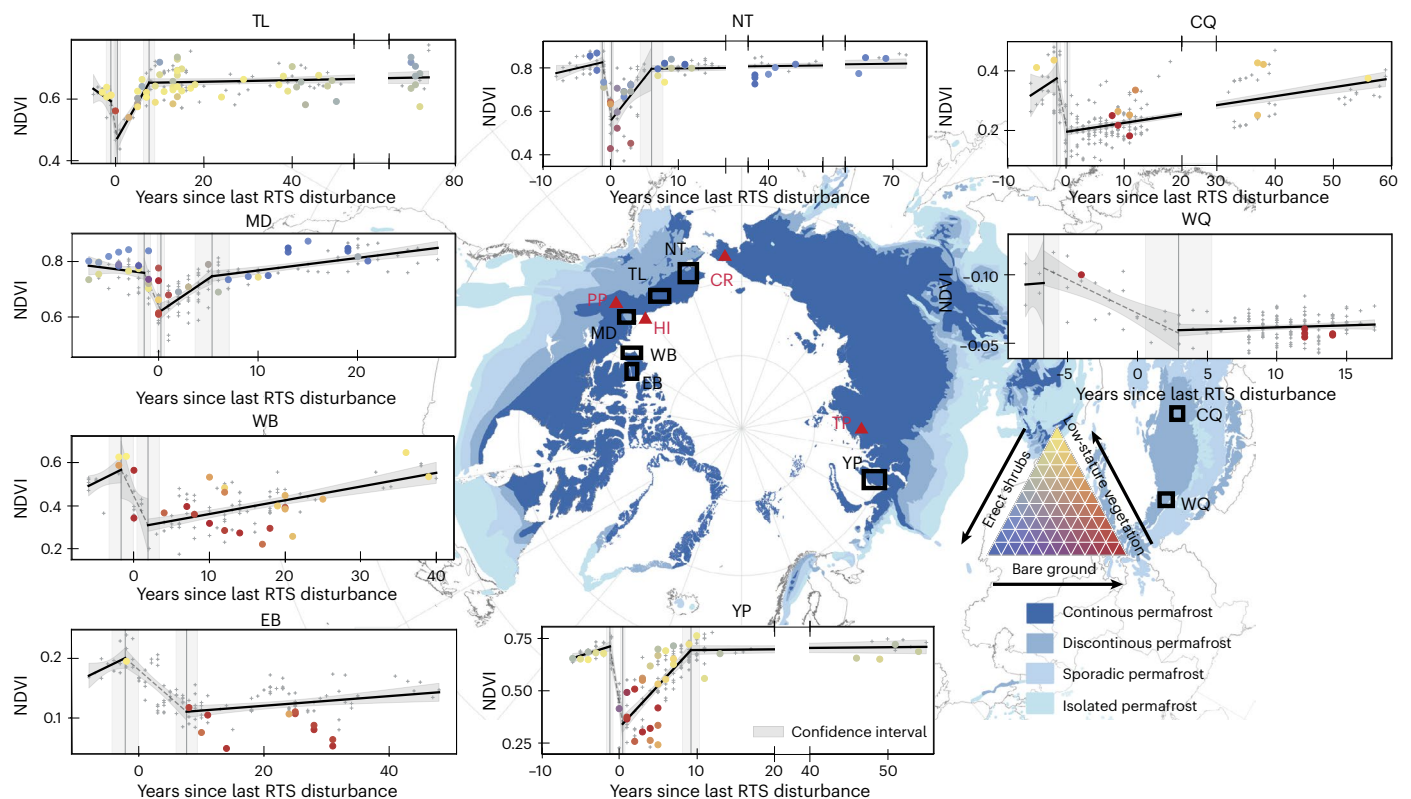 TL
NDVI
0.6
0.4
0 20 40 80
Years since last RTS disturbance
NT
NDVI
0.8
0.6
0.4
−10 0 10 40 70
Years since last RTS disturbance
CQ
NDVI
0.4
0.2
−10 0 10 20 30 40 50 60
Years since last RTS disturbance
MD
NDVI
0.8
0.6
0 10 20
Years since last RTS disturbance
WQ
NDVI
−0.10
−0.05
−5 0 5 10 15
Years since last RTS disturbance
NT
TL
CR
PP
HI
MD
WB
EB
TP
YP
CQ
WQ
WB
NDVI
0.6
0.4
0.2
0 10 20 30 40
Years since last RTS disturbance
Erect shrubs
Low-stature vegetation
Bare ground
Continous permafrost
Discontinous permafrost
Sporadic permafrost
Isolated permafrost
EB
NDVI
0.2
0.1
0 20 40
Years since last RTS disturbance
YP
NDVI
0.75
0.50
0.25
Confidence interval
−10 0 10 20 40 50
Years since last RTS disturbance